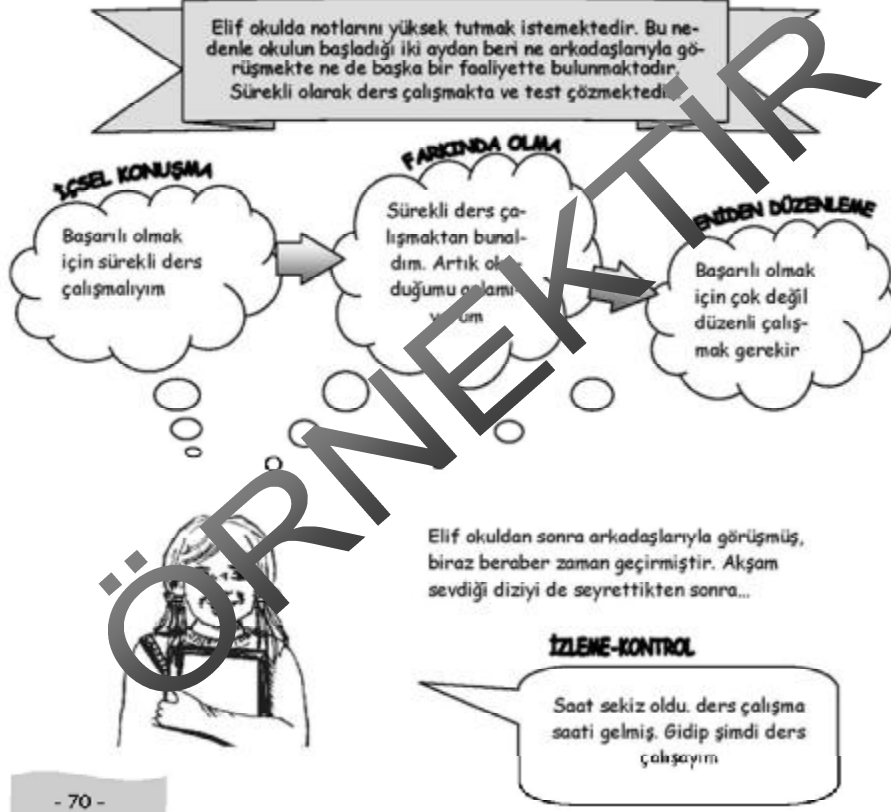 Elif okulda notlarını yüksek tutmak istemektedir. Bu ne-
denle okulun başladığı iki aydan beri ne arkadaşlarıyla gö-
rüşmekte ne de başka bir faaliyette bulunmaktadır.
Sürekli olarak ders çalışmakta ve test çözmektedir
İÇSEL KONUŞMA
Başarılı olmak
için sürekli ders
çalışmalıyım
FARKINDA OLMA
Sürekli ders ça-
lışmaktan bunal-
dım. Artık
duğumu
YENİDEN DÜZENLEME
Başarılı olmak
için çok değil
düzenli çalış-
mak gerekir
ÖRNEKTİR
Elif okuldan sonra arkadaşlarıyla görüşmüş,
biraz beraber zaman geçirmiştir. Akşam
sevdiği diziyi de seyrettikten sonra...
İZLEME-KONTROL
Saat sekiz oldu. ders çalışma
saati gelmiş. Gidip şimdi ders
çalışayım
- 70 -